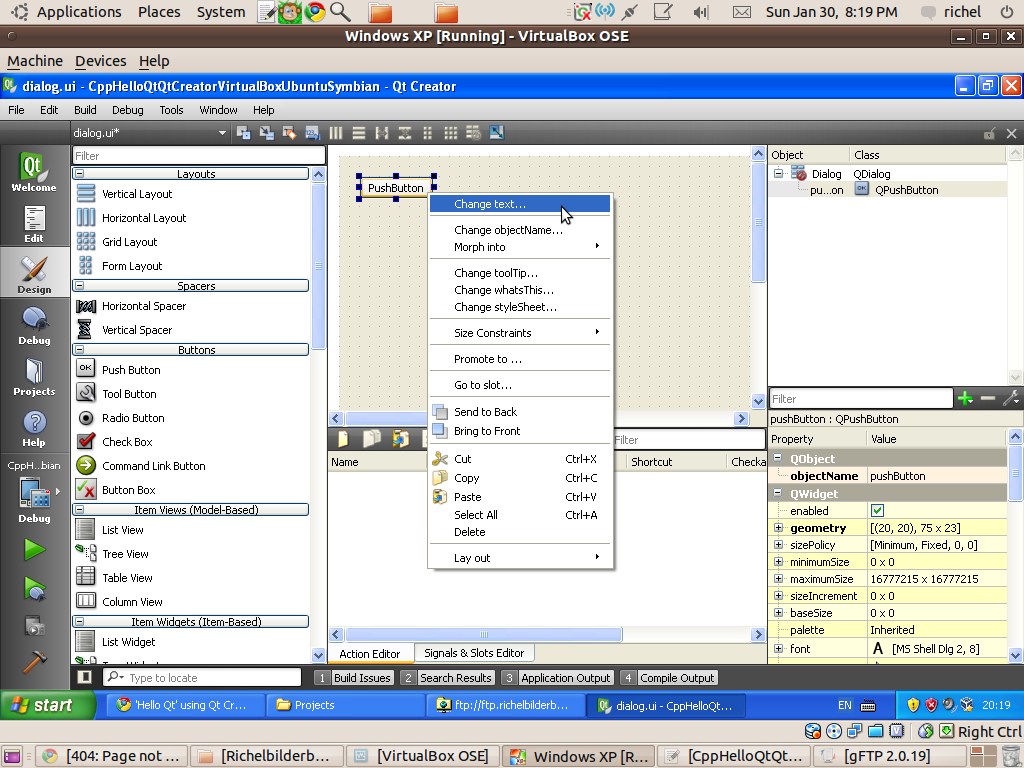 Applications Places System Sun Jan 30, 8:19 PM richel
Windows XP [Running] - VirtualBox OSE
Machine Devices Help
dialog.ui - CppHelloQtQtCreatorVirtualBoxUbuntuSymbian - Qt Creator
File Edit Build Debug Tools Window Help
dialog.ui*
Qt
Welcome
Edit
Design
Debug
Projects
Help
CppH..bian
Debug
Filter
Layouts
Vertical Layout
Horizontal Layout
Grid Layout
Form Layout
Spacers
Horizontal Spacer
Vertical Spacer
Buttons
OK Push Button
Tool Button
Radio Button
Check Box
Command Link Button
Button Box
Item Views (Model-Based)
List View
Tree View
Table View
Column View
Item Widgets (Item-Based)
List Widget
PushButton
Change text...
Change objectName...
Morph into
Change toolTip...
Change whatsThis...
Change styleSheet...
Size Constraints
Promote to ...
Go to slot...
Send to Back
Bring to Front
Cut Ctrl+X
Copy Ctrl+C
Paste Ctrl+V
Select All Ctrl+A
Delete
Lay out
Filter
Name Shortcut Checka
Action Editor Signals & Slots Editor
Object Class
Dialog QDialog
pu...on OK QPushButton
Filter
pushButton : QPushButton
Property Value
QObject
objectName pushButton
QWidget
enabled
geometry [(20, 20), 75 x 23]
sizePolicy [Minimum, Fixed, 0, 0]
minimumSize 0 x 0
maximumSize 16777215 x 16777215
sizeIncrement 0 x 0
baseSize 0 x 0
palette Inherited
font A [MS Shell Dlg 2, 8]
Type to locate 1 Build Issues 2 Search Results 3 Application Output 4 Compile Output
start 'Hello Qt' using Qt Cr... Projects ftp://ftp.richelbilderb... dialog.ui - CppHelloQt... EN 20:19
Right Ctrl
[404: Page not ... [Richelbilderb... [VirtualBox OSE] Windows XP [R... [CppHelloQtQt... [gFTP 2.0.19]